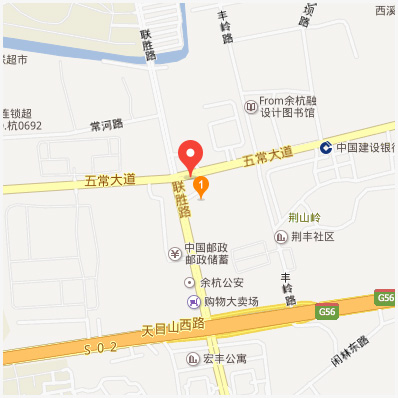 丰岭路
坝路
西溪
联胜路
超市
From余杭融
设计图书馆
连锁超
.杭0692
常河路
五常大道
中国建设银行
五常大道
联胜路
1
荆山岭
荆丰社区
中国邮政
邮政储蓄
丰岭路
余杭公安
购物大卖场
G56
G56
天目山西路
S02
闲林东路
宏丰公寓